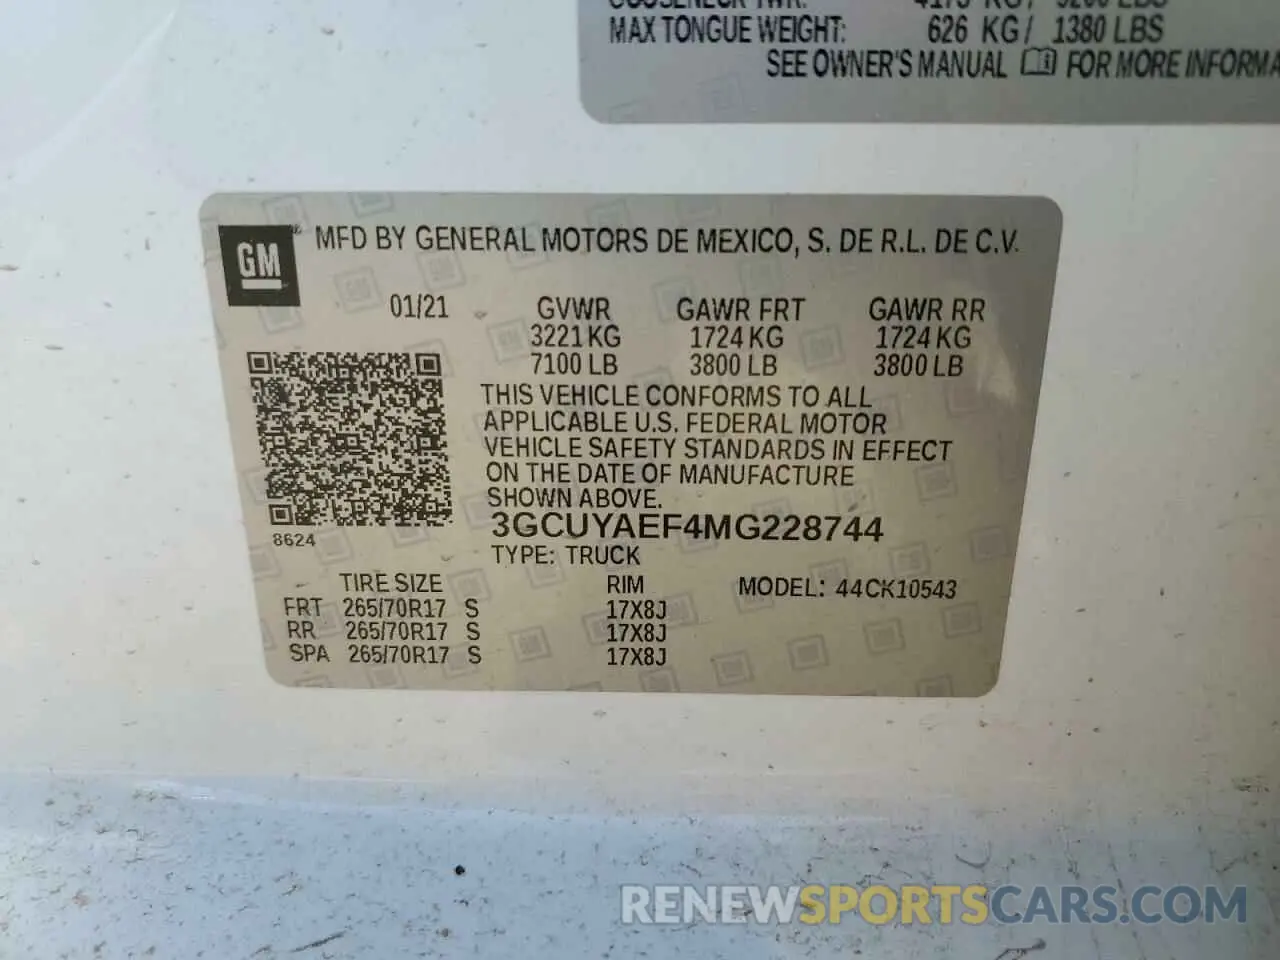 MAX TONGUE WEIGHT: 626 KG/ 1380 LBS
SEE OWNER'S MANUAL FOR MORE
GM ® MFD BY GENERAL MOTORS DE MEXICO, S. DE R.L. DE C.V.
01/21 GVWR GAWR FRT GAWR RR
3221 KG 1724 KG 1724 KG
7100 LB 3800 LB 3800 LB
THIS VEHICLE CONFORMS TO ALL
APPLICABLE U.S. FEDERAL MOTOR
VEHICLE SAFETY STANDARDS IN EFFECT
ON THE DATE OF MANUFACTURE
SHOWN ABOVE.
8624
3GCUYAEF4MG228744
TYPE: TRUCK
TIRE SIZE RIM MODEL: 44CK10543
FRT 265/70R17 S 17X8J
RR 265/70R17 S 17X8J
SPA 265/70R17 S 17X8J
RENEWSPORTSCARS.COM